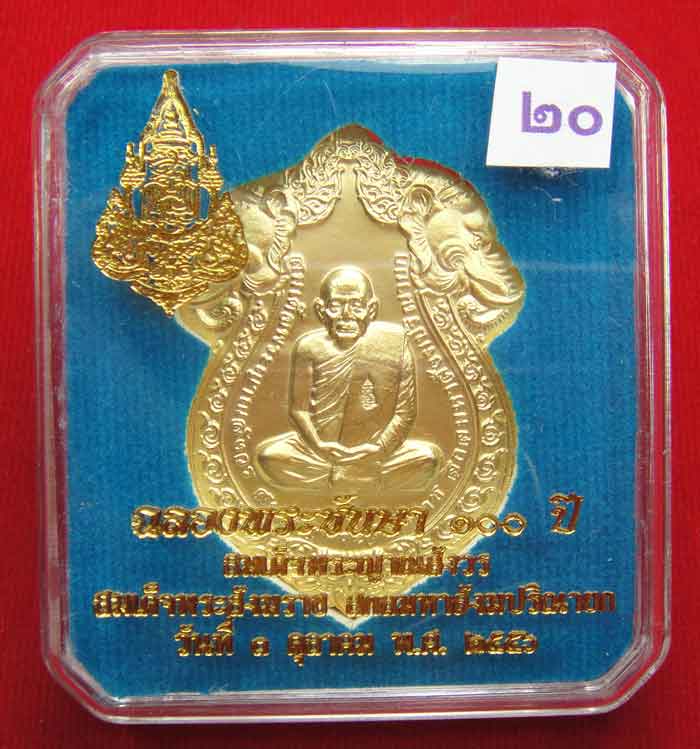 ๒๐
ฉลองพระชันษา ๑๐๐ ปี
สมเด็จพระญาณสังวร
สมเด็จพระสังฆราช สกลมหาสังฆปริณายก
วันที่ ๓ ตุลาคม พ.ศ. ๒๕๕๖